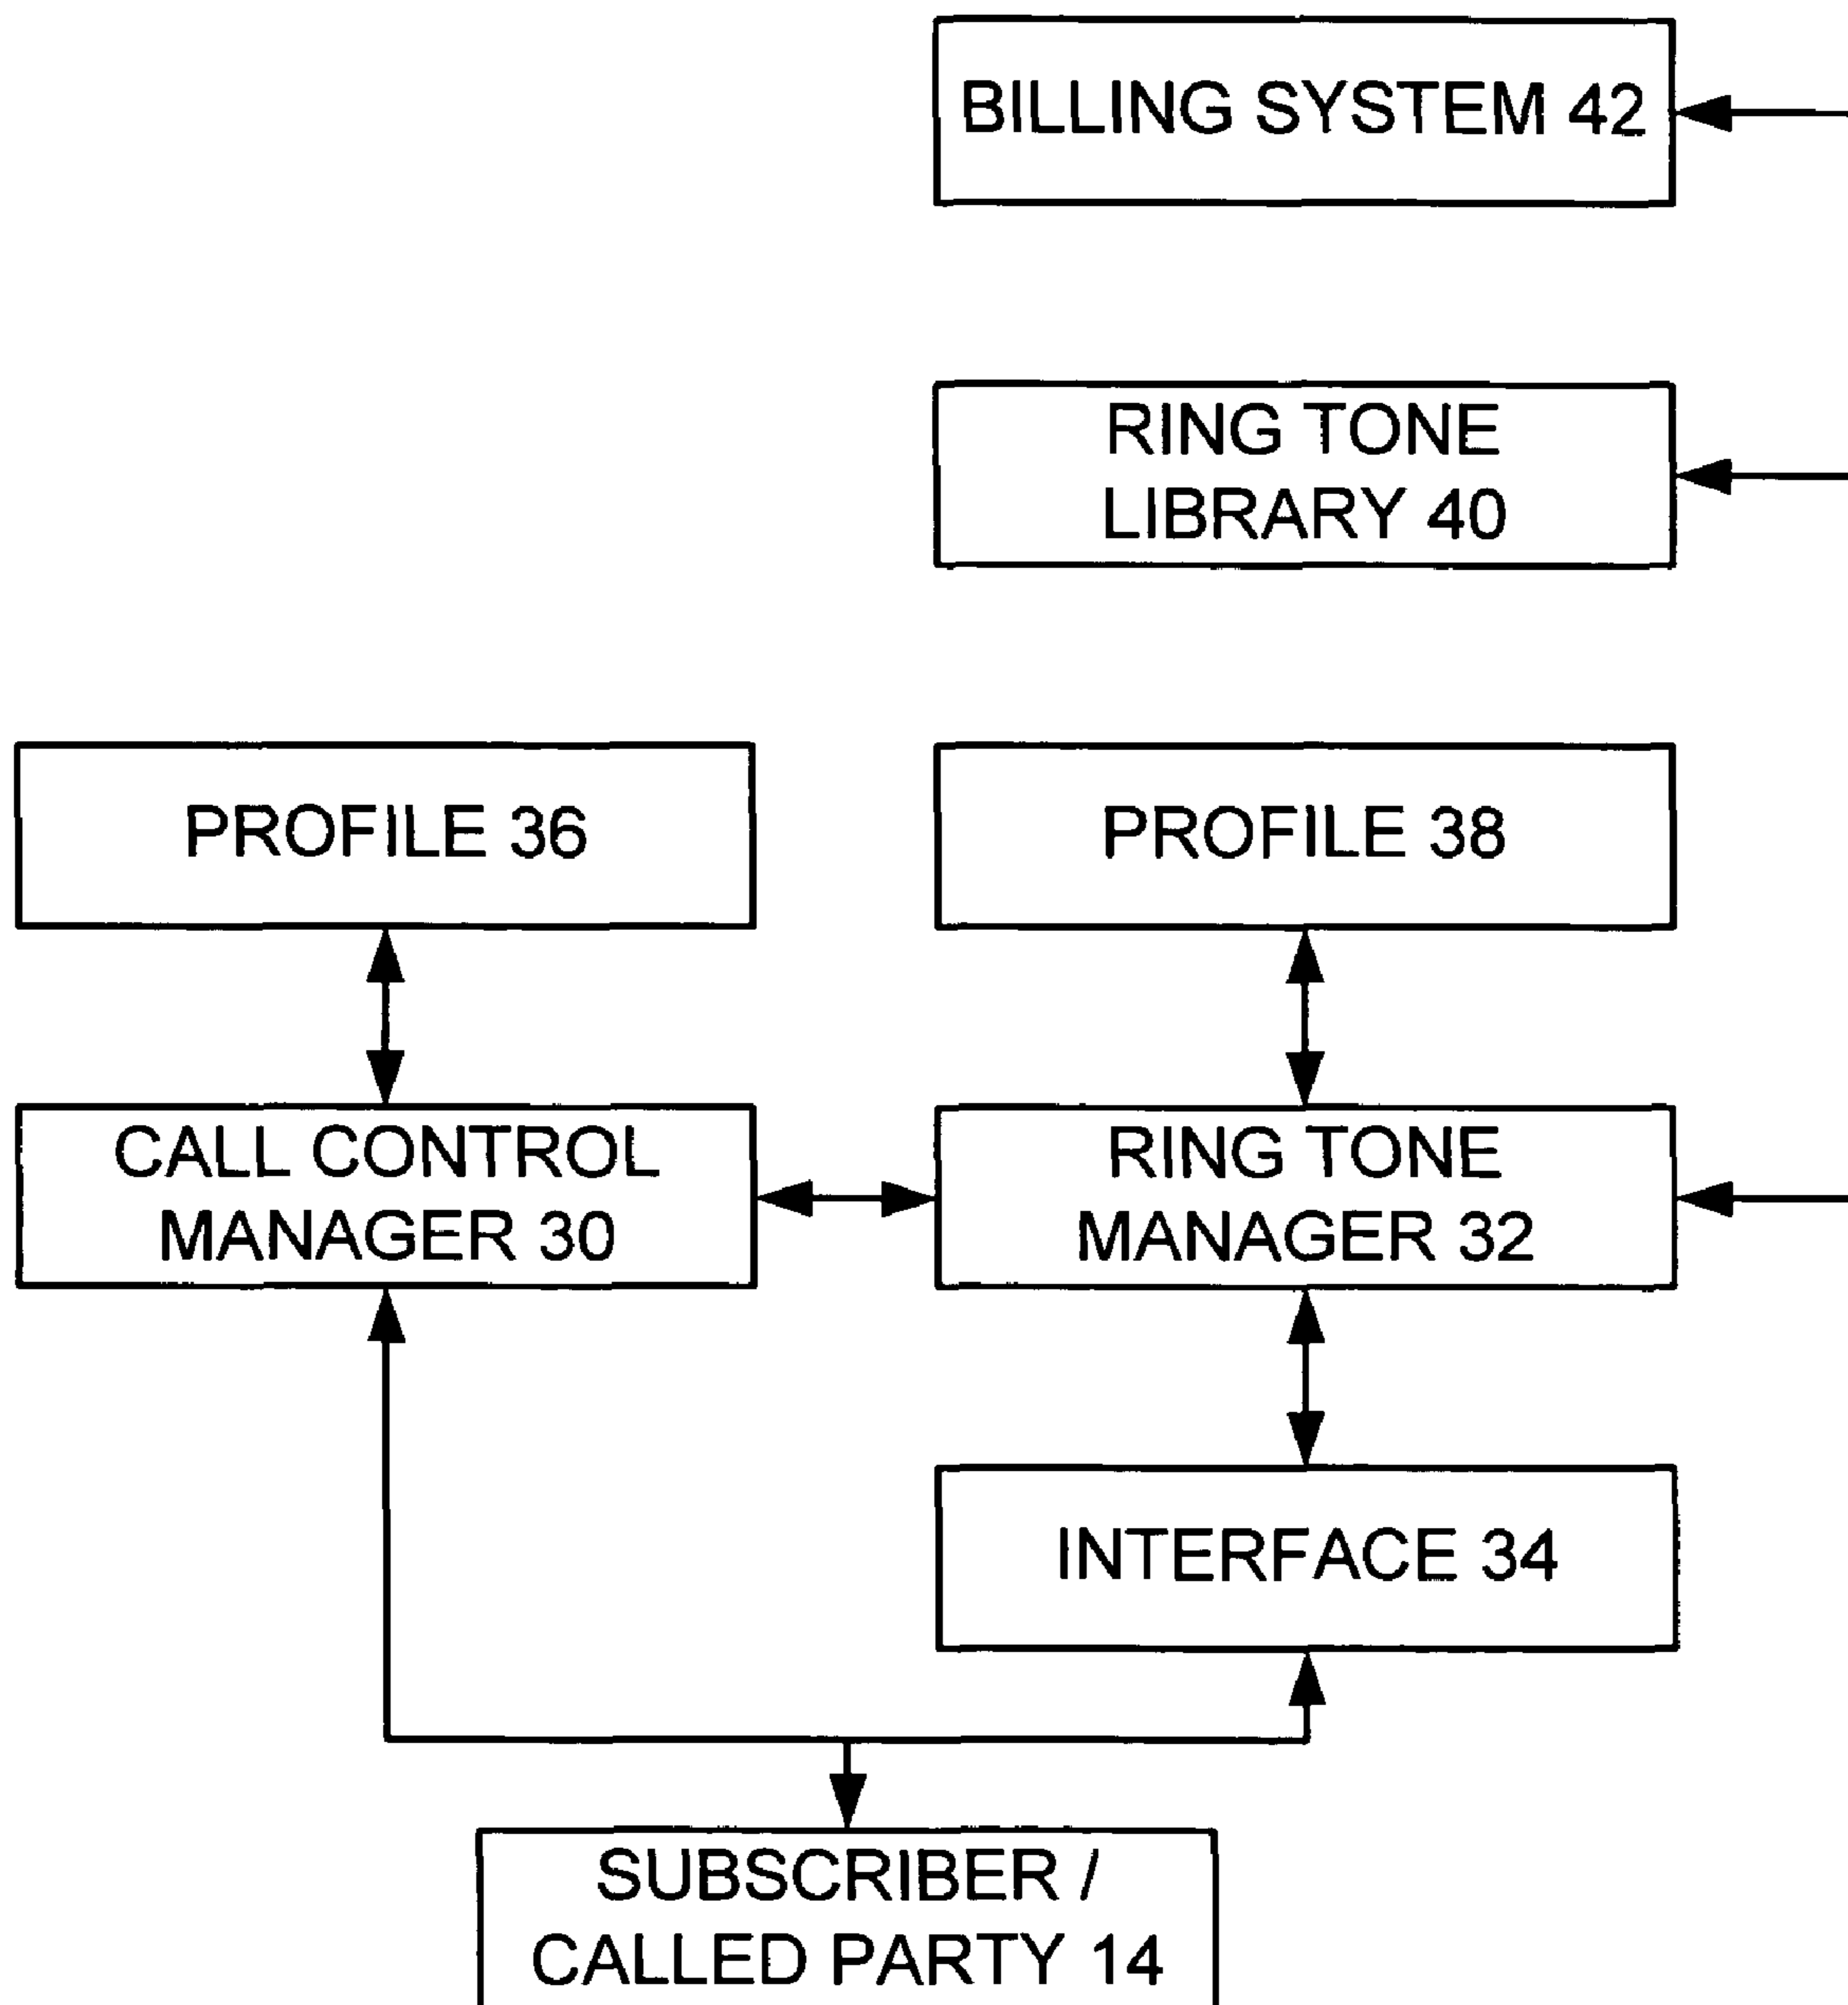 BILLING SYSTEM 42
RING TONE
LIBRARY 40
PROFILE 36
PROFILE 38
CALL CONTROL
MANAGER 30
RING TONE
MANAGER 32
INTERFACE 34
SUBSCRIBER /
CALLED PARTY 14